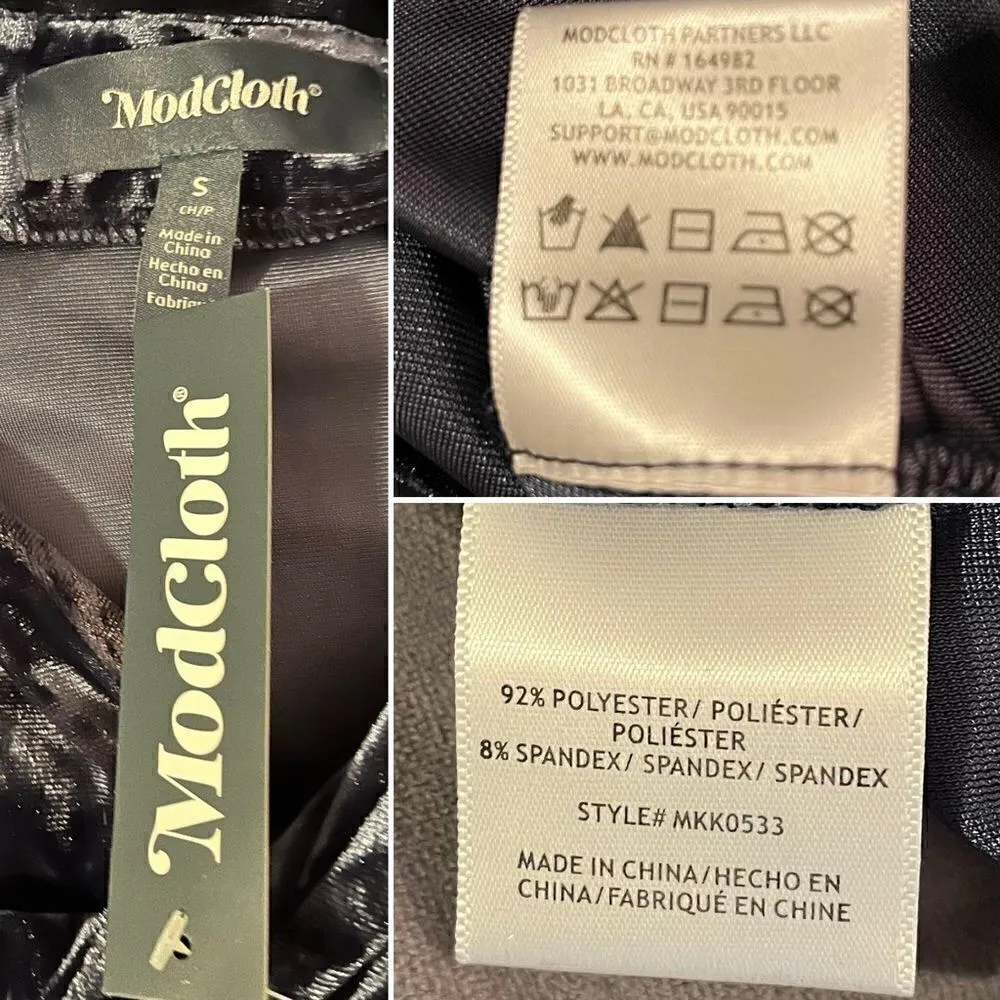 ModCloth®
S
CH/P
Made in
China
Hecho en
China
ModCloth®
MODCLOTH PARTNERS LLC
RN # 164982
1031 BROADWAY 3RD FLOOR
LA, CA, USA 90015
SUPPORT@MODCLOTH.COM
WWW.MODCLOTH.COM
92% POLYESTER/ POLIÉSTER/
POLIÉSTER
8% SPANDEX/ SPANDEX/ SPANDEX
STYLE# MKK0533
MADE IN CHINA/HECHO EN
CHINA/FABRIQUÉ EN CHINE